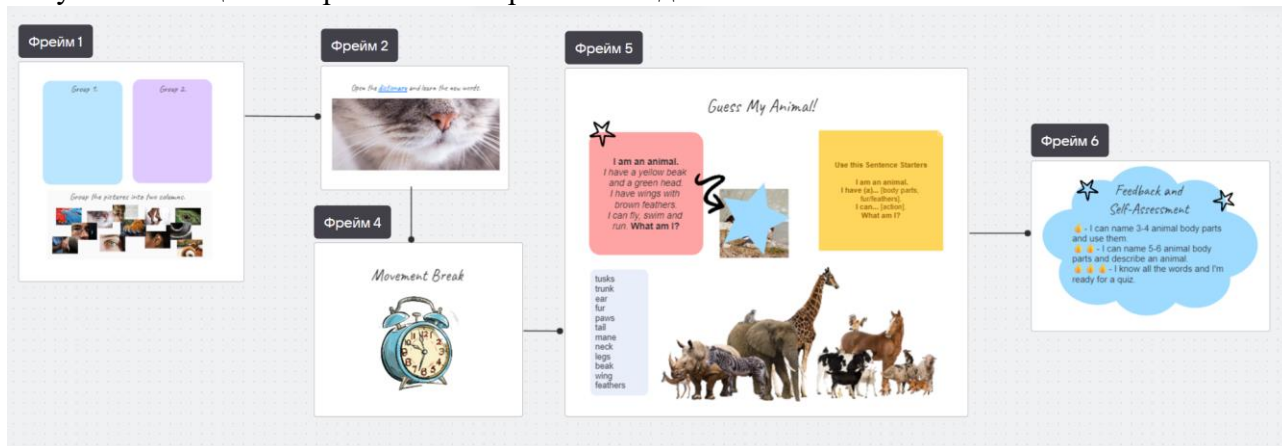 Фрейм 1
Group 1.
Group 2.
Group the pictures into two columns.
Фрейм 2
Open the dictionary and learn the new words.
Фрейм 4
Movement Break
Фрейм 5
Guess My Animal!
I am an animal.
I have a yellow beak
and a green head.
I have wings with
brown feathers.
I can fly, swim and
run. What am I?
Use this Sentence Starters
I am an animal.
I have (a)... [body parts,
fur/feathers].
I can... [action].
What am I?
tusks
trunk
ear
fur
paws
tail
mane
neck
legs
beak
wing
feathers
Фрейм 6
Feedback and
Self-Assessment
- I can name 3-4 animal body parts
and use them.
- I can name 5-6 animal body
parts and describe an animal.
- I know all the words and I'm
ready for a quiz.